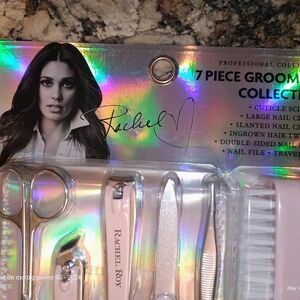 PROFESSIONAL COLLE
7 PIECE GROOM
COLLECT
• CUTICLE SC
• LARGE NAIL C
• SLANTED NAIL C
• INGROWN HAIR TW
• DOUBLE-SIDED NAIL
• NAIL FILE • TRAVE
Rachel
RACHEL ROY